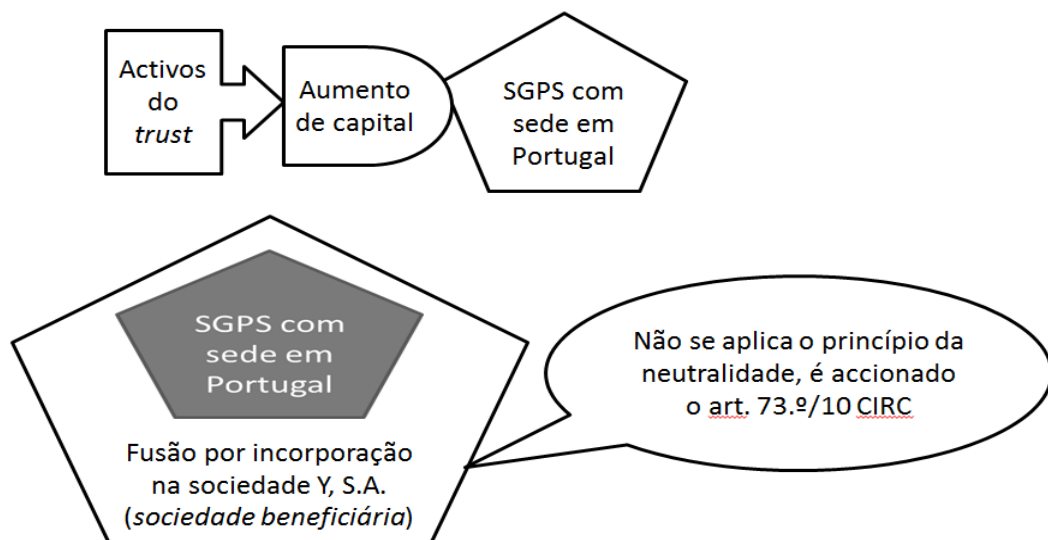 Activos
do
trust
Aumento
de capital
SGPS com
sede em
Portugal
SGPS com
sede em
Portugal
Fusão por incorporação
na sociedade Y, S.A.
(sociedade beneficiária)
Não se aplica o princípio da
neutralidade, é accionado
o art. 73.º/10 CIRC